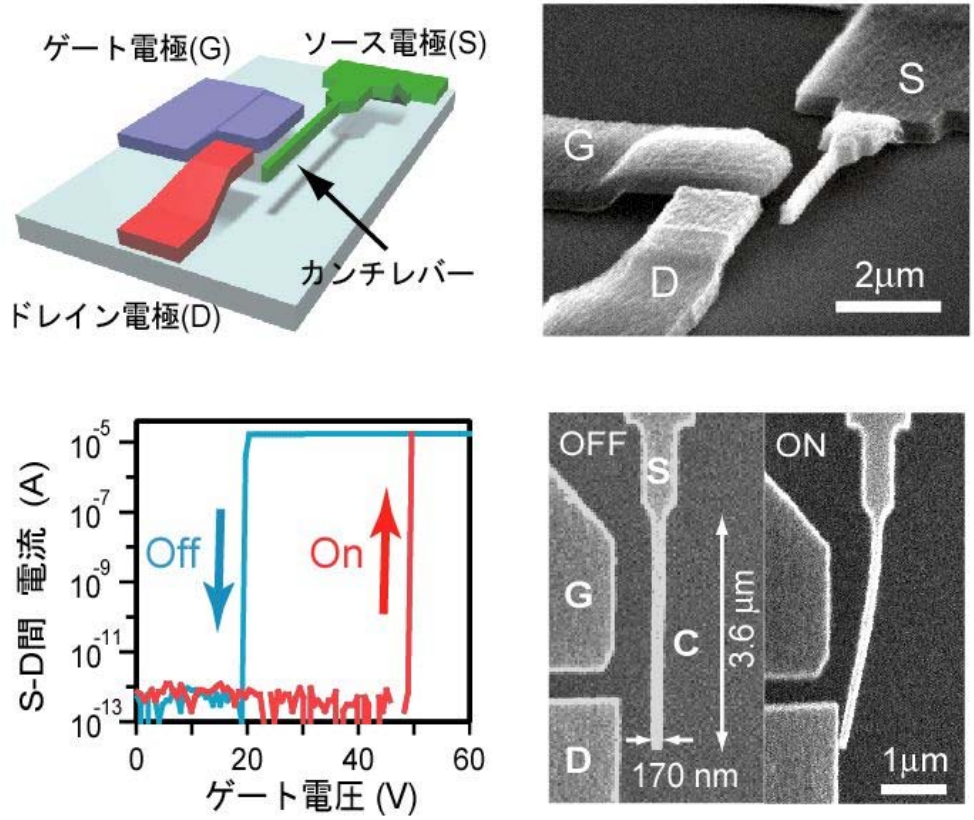 ゲート電極(G)
ソース電極(S)
カンチレバー
ドレイン電極(D)
S
G
D
2μm
S-D間 電流 (A)
10-5
10-7
10-9
10-11
10-13
Off
On
0
20
40
60
ゲート電圧 (V)
OFF
S
G
C
3.6 μm
D
170 nm
ON
1μm